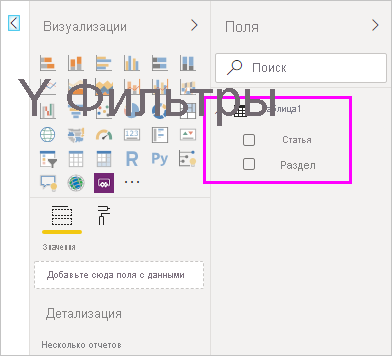 Визуализации
Поля
Поиск
Y Фильтры
Таблица1
Статья
Раздел
R Py
Значения
Добавьте сюда поля с данными
Детализация
Несколько отчетов